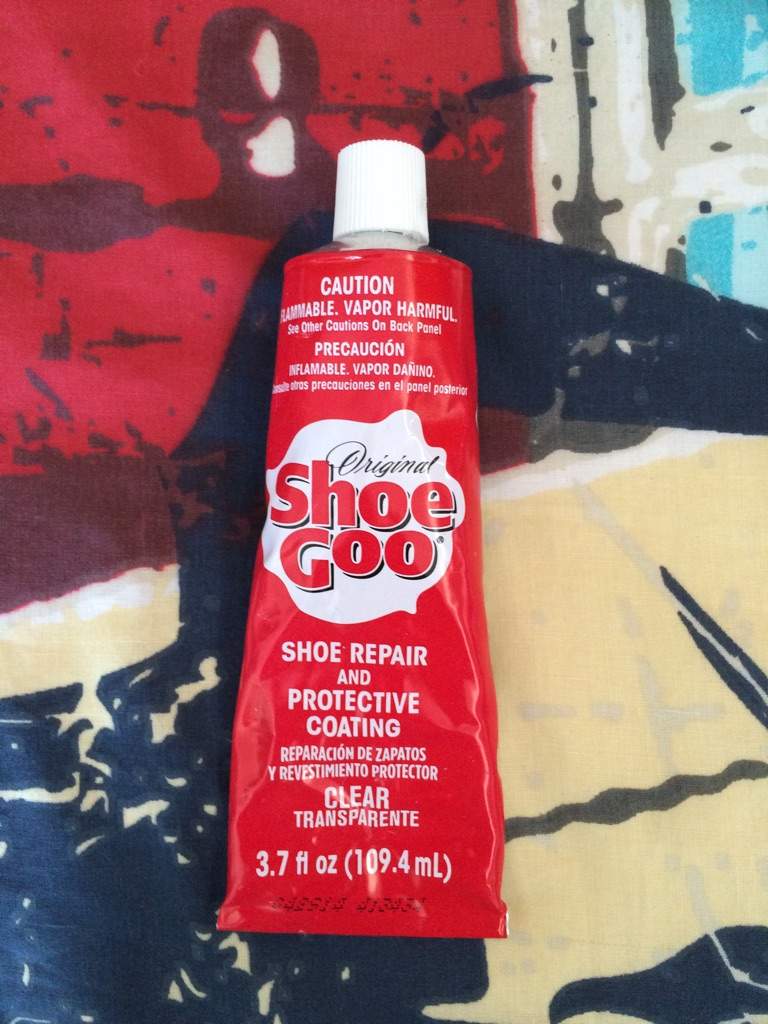 CAUTION
FLAMMABLE. VAPOR HARMFUL.
See Other Cautions On Back Panel
PRECAUCIÓN
INFLAMABLE. VAPOR DAÑINO.
Consulte otras precauciones en el panel posterior
Original
Shoe
Goo®
SHOE REPAIR
AND
PROTECTIVE
COATING
REPARACIÓN DE ZAPATOS
Y REVESTIMIENTO PROTECTOR
CLEAR
TRANSPARENTE
3.7 fl oz (109.4 mL)